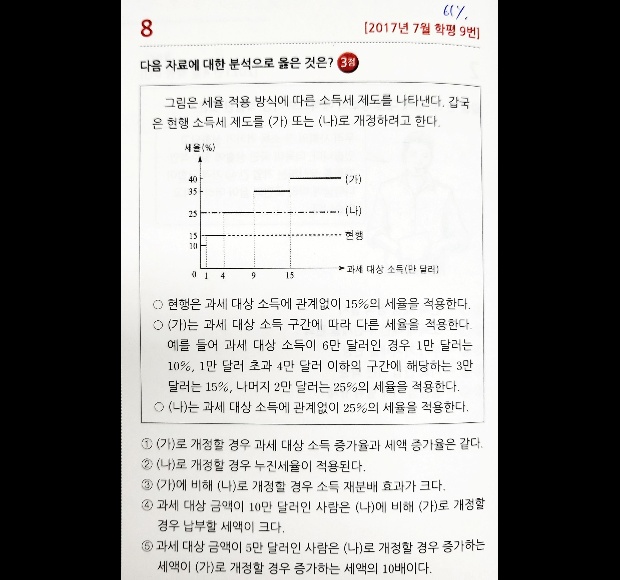 61%
8
[2017년 7월 학평 9번]
다음 자료에 대한 분석으로 옳은 것은? 3점
그림은 세율 적용 방식에 따른 소득세 제도를 나타낸다. 갑국
은 현행 소득세 제도를 (가) 또는 (나)로 개정하려고 한다.
세율(%)
40
35
25
15
10
(가)
(나)
현행
0 1 4 9 15
과세 대상 소득(만 달러)
○ 현행은 과세 대상 소득에 관계없이 15%의 세율을 적용한다.
○ (가)는 과세 대상 소득 구간에 따라 다른 세율을 적용한다.
예를 들어 과세 대상 소득이 6만 달러인 경우 1만 달러는
10%, 1만 달러 초과 4만 달러 이하의 구간에 해당하는 3만
달러는 15%, 나머지 2만 달러는 25%의 세율을 적용한다.
○ (나)는 과세 대상 소득에 관계없이 25%의 세율을 적용한다.
① (가)로 개정할 경우 과세 대상 소득 증가율과 세액 증가율은 같다.
② (나)로 개정할 경우 누진세율이 적용된다.
③ (가)에 비해 (나)로 개정할 경우 소득 재분배 효과가 크다.
④ 과세 대상 금액이 10만 달러인 사람은 (나)에 비해 (가)로 개정할
경우 납부할 세액이 크다.
⑤ 과세 대상 금액이 5만 달러인 사람은 (나)로 개정할 경우 증가하는
세액이 (가)로 개정할 경우 증가하는 세액의 10배이다.